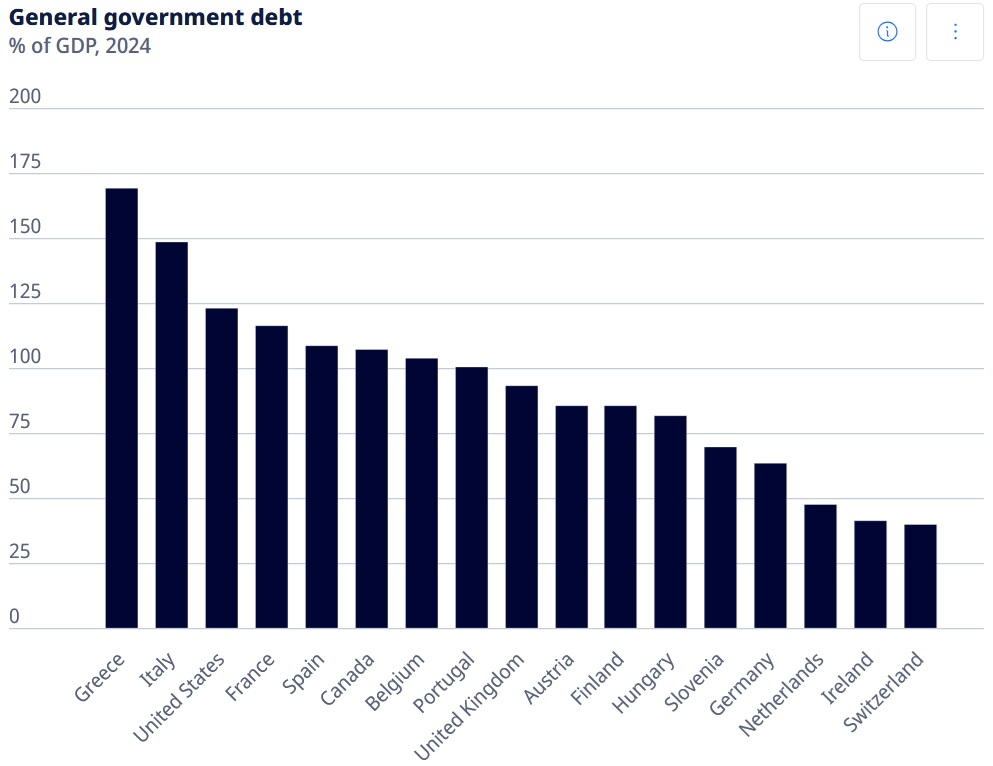 General government debt
% of GDP, 2024
200
175
150
125
100
75
50
25
0
Greece
Italy
United States
France
Spain
Canada
Belgium
Portugal
United Kingdom
Austria
Finland
Hungary
Slovenia
Germany
Netherlands
Ireland
Switzerland